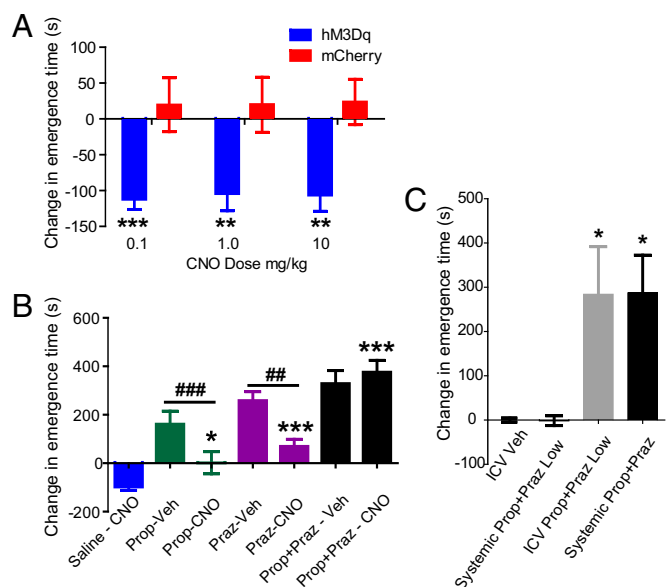 A
hM3Dq
mCherry
Change in emergence time (s)
100
50
0
-50
-100
-150
*** ** **
0.1 1.0 10
CNO Dose mg/kg
B
Change in emergence time (s)
600
400
200
0
-200
###
*
##
***
***
Saline - CNO
Prop-Veh
Prop-CNO
Praz-Veh
Praz-CNO
Prop+Praz - Veh
Prop+Praz - CNO
C
Change in emergence time (s)
500
400
300
200
100
0
-100
* *
ICV Veh
Systemic Prop+Praz Low
ICV Prop+Praz Low
Systemic Prop+Praz